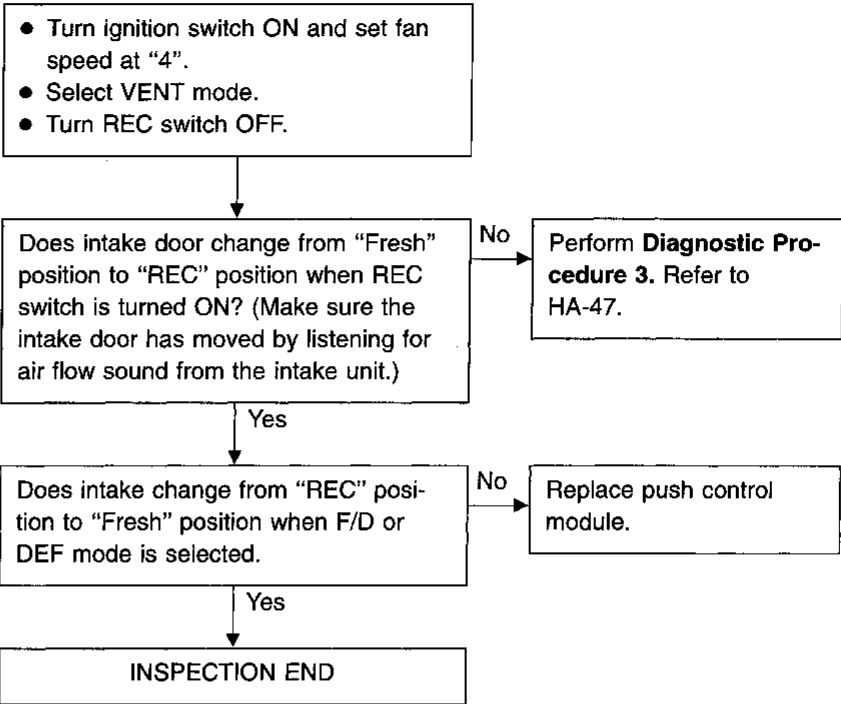 ● Turn ignition switch ON and set fan
speed at “4”.
● Select VENT mode.
● Turn REC switch OFF.
Does intake door change from “Fresh”
position to “REC” position when REC
switch is turned ON? (Make sure the
intake door has moved by listening for
air flow sound from the intake unit.)
No
Perform Diagnostic Pro-
cedure 3. Refer to
HA-47.
Yes
Does intake change from “REC” posi-
tion to “Fresh” position when F/D or
DEF mode is selected.
No
Replace push control
module.
Yes
INSPECTION END